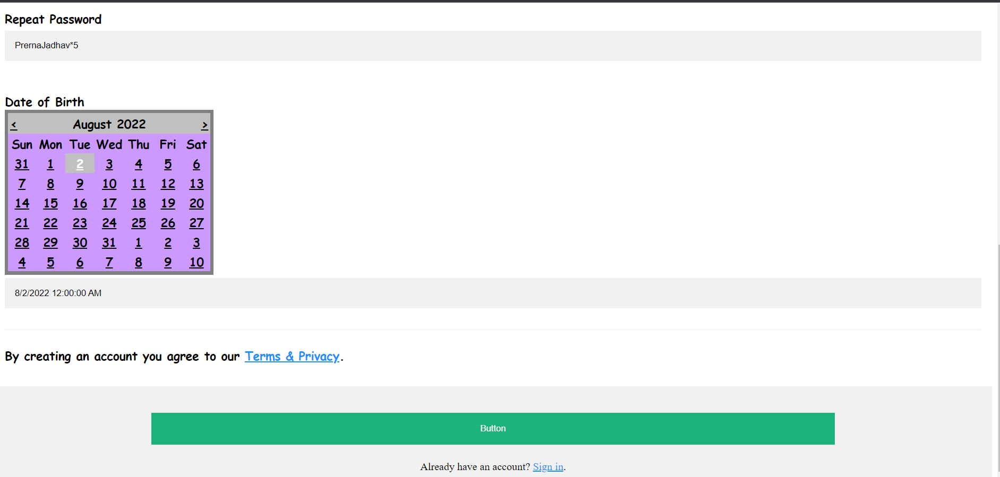 Repeat Password
PrernaJadhav*5
Date of Birth
< August 2022 >
Sun Mon Tue Wed Thu Fri Sat
31 1 2 3 4 5 6
7 8 9 10 11 12 13
14 15 16 17 18 19 20
21 22 23 24 25 26 27
28 29 30 31 1 2 3
4 5 6 7 8 9 10
8/2/2022 12:00:00 AM
By creating an account you agree to our Terms & Privacy.
Button
Already have an account? Sign in.